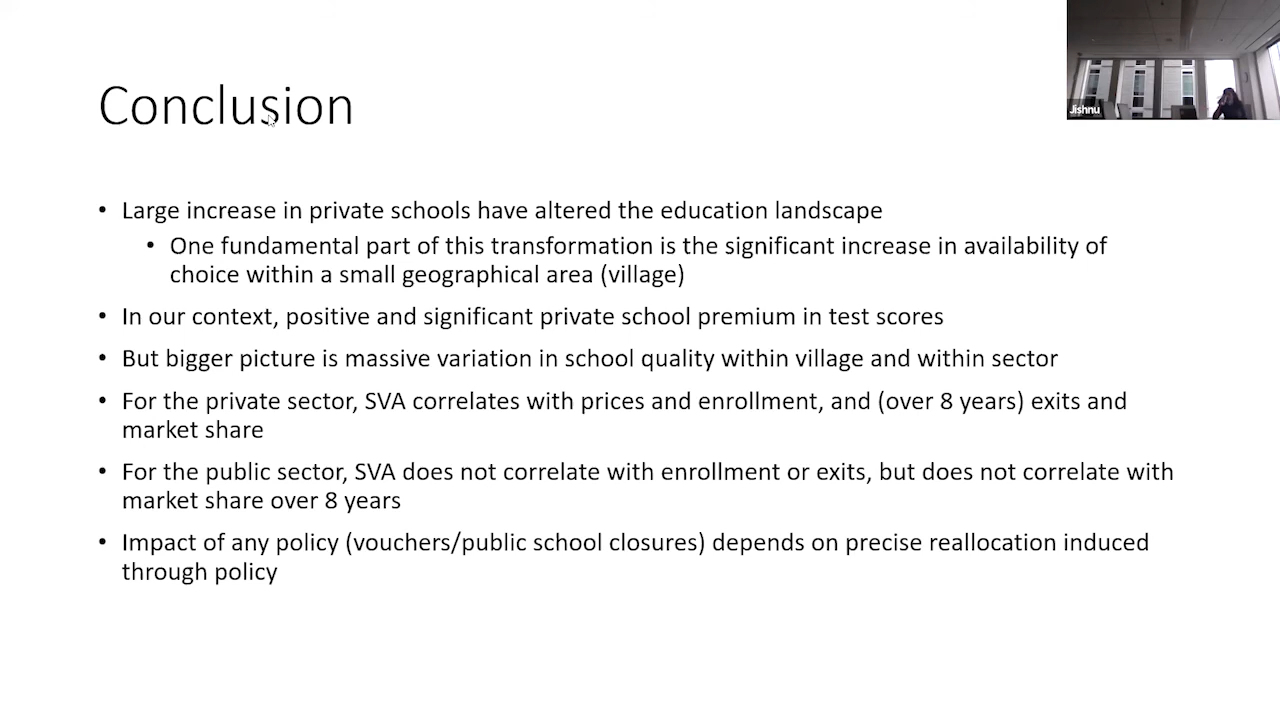 Conclusion
Jishnu
• Large increase in private schools have altered the education landscape
• One fundamental part of this transformation is the significant increase in availability of
choice within a small geographical area (village)
• In our context, positive and significant private school premium in test scores
• But bigger picture is massive variation in school quality within village and within sector
• For the private sector, SVA correlates with prices and enrollment, and (over 8 years) exits and
market share
• For the public sector, SVA does not correlate with enrollment or exits, but does not correlate with
market share over 8 years
• Impact of any policy (vouchers/public school closures) depends on precise reallocation induced
through policy